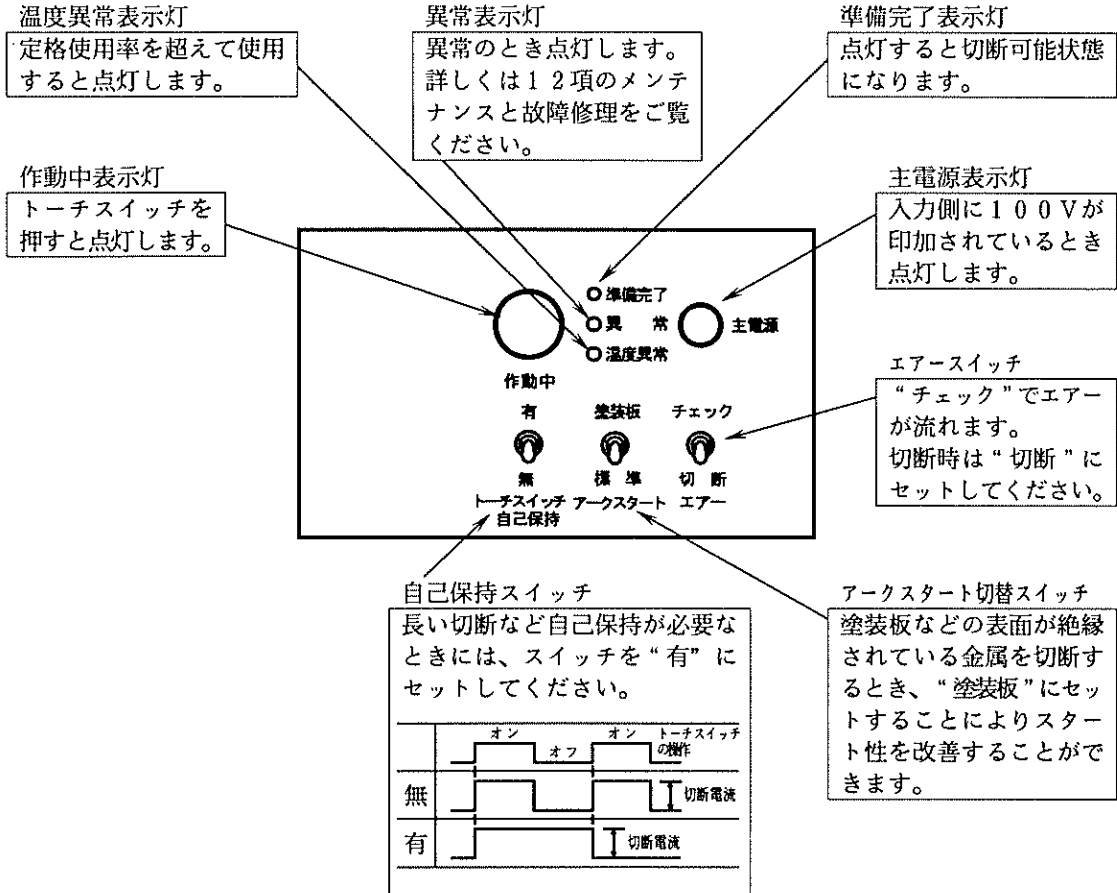 温度異常表示灯
定格使用率を超えて使用
すると点灯します。
異常表示灯
異常のとき点灯します。
詳しくは12項のメンテ
ナンスと故障修理をご覧
ください。
準備完了表示灯
点灯すると切断可能状態
になります。
作動中表示灯
トーチスイッチを
押すと点灯します。
主電源表示灯
入力側に100Vが
印加されているとき
点灯します。
準備完了
異 常
温度異常
主電源
作動中
有
塗装板
チェック
無
標 準
切 断
トーチスイッチ
自己保持
アークスタート
エアー
エアースイッチ
“チェック”でエアー
が流れます。
切断時は“切断”に
セットしてください。
自己保持スイッチ
長い切断など自己保持が必要な
ときには、スイッチを“有”に
セットしてください。
オン
オフ
オン
トーチスイッチ
の操作
無
切断電流
有
切断電流
アークスタート切替スイッチ
塗装板などの表面が絶縁
されている金属を切断す
るとき、“塗装板”にセッ
トすることによりスター
ト性を改善することがで
きます。